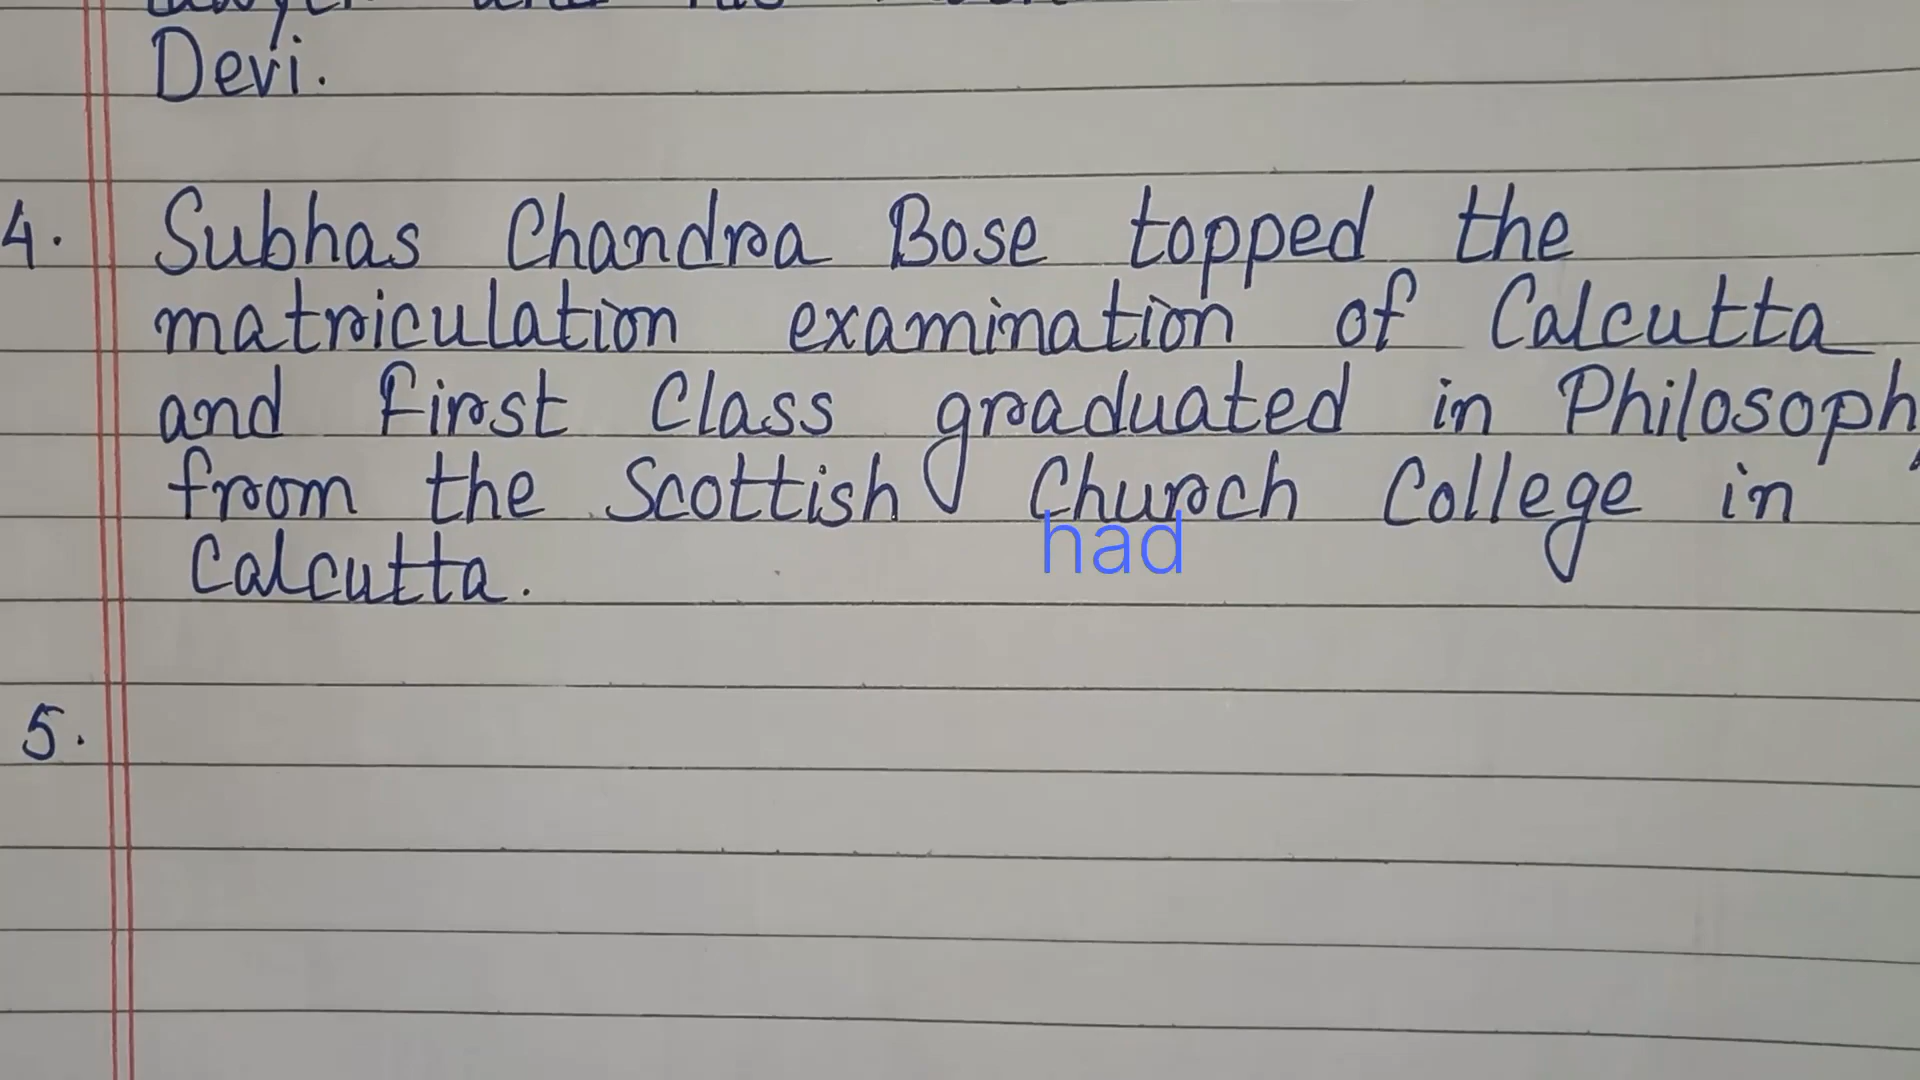 Devi.
4. Subhas Chandra Bose topped the
matriculation examination of Calcutta
and first Class graduated in Philosoph
from the Scottish Church College in
had
Calcutta.
5.